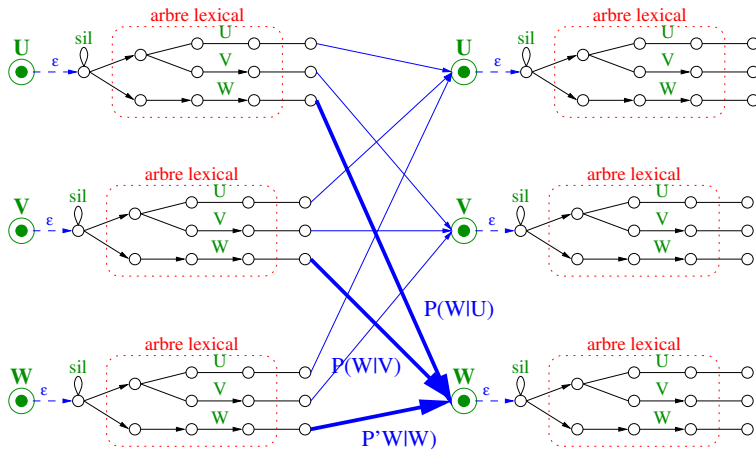 arbre lexical
arbre lexical
U sil U U sil U
ε V ε V
W W
arbre lexical
arbre lexical
V sil U V sil U
ε V ε V
W W
P(W|U)
arbre lexical
P(W|V)
arbre lexical
W sil U W sil U
ε V ε V
W W
P'W|W)